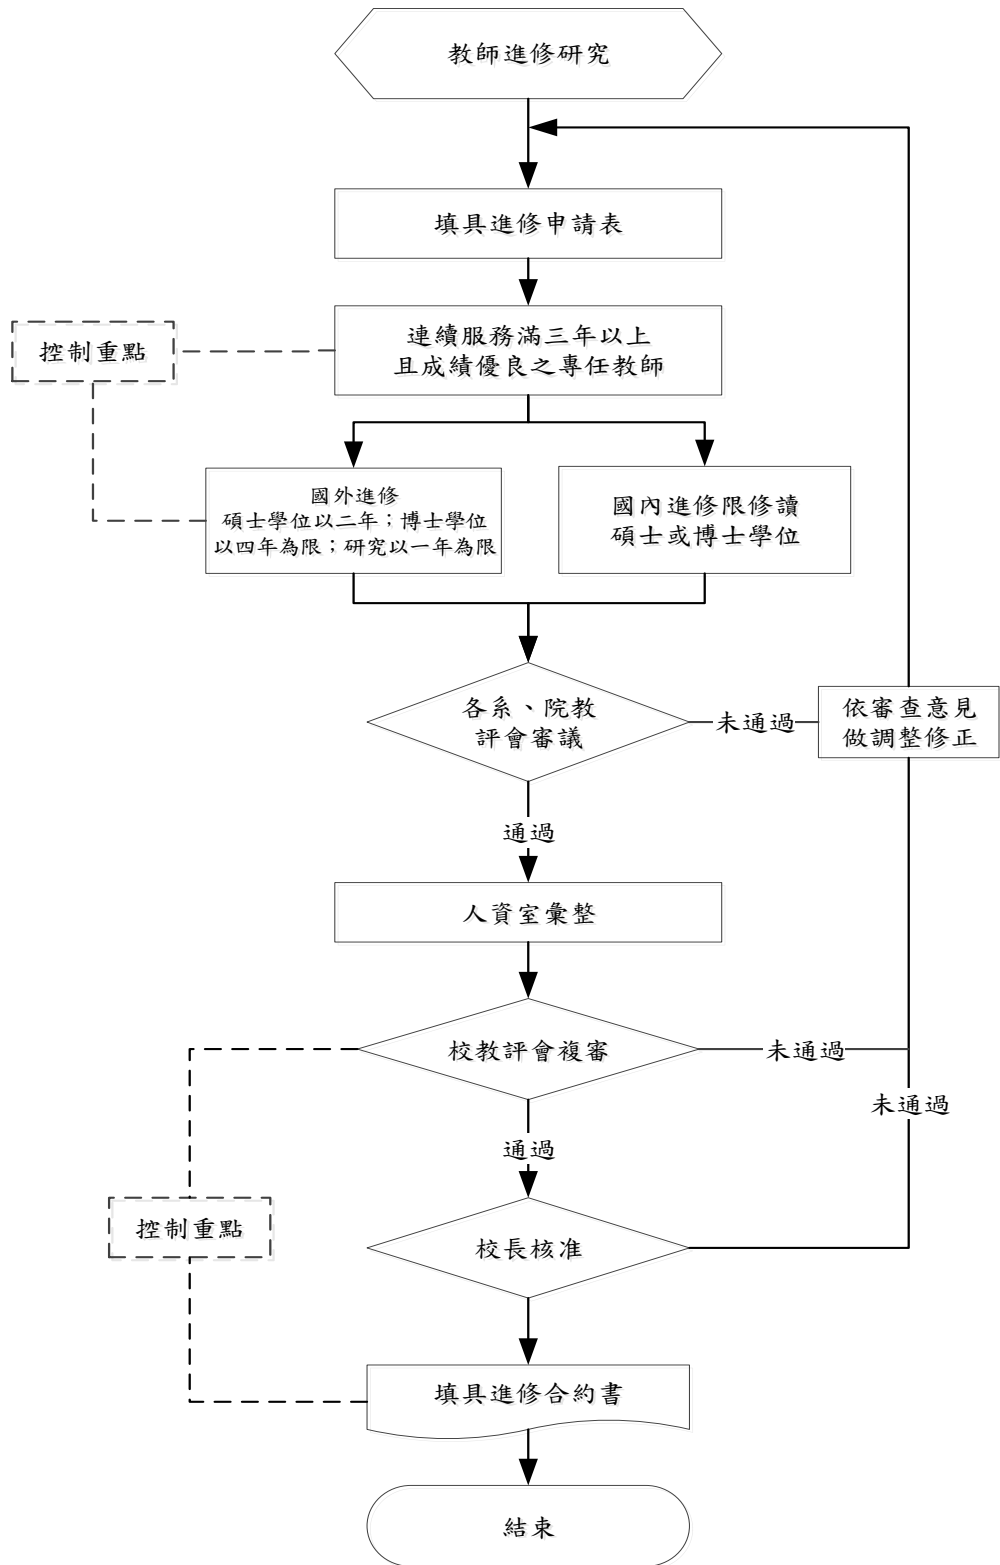 教師進修研究
填具進修申請表
連續服務滿三年以上
且成績優良之專任教師
控制重點
國外進修
碩士學位以二年；博士學位
以四年為限；研究以一年為限
國內進修限修讀
碩士或博士學位
各系、院教
評會審議
未通過
依審查意見
做調整修正
通過
人資室彙整
校教評會複審
未通過
未通過
通過
控制重點
校長核准
填具進修合約書
結束